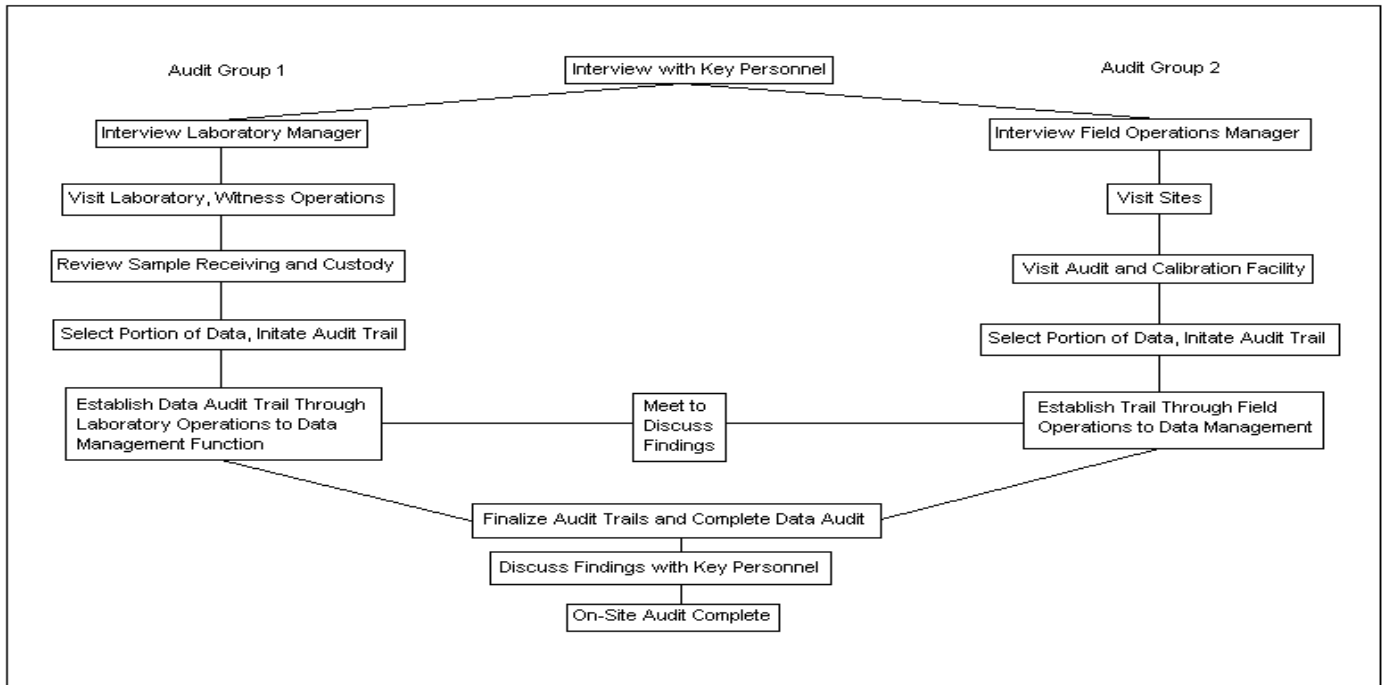 Audit Group 1
Interview with Key Personnel
Audit Group 2
Interview Laboratory Manager
Interview Field Operations Manager
Visit Laboratory, Witness Operations
Visit Sites
Review Sample Receiving and Custody
Visit Audit and Calibration Facility
Select Portion of Data, Initate Audit Trail
Select Portion of Data, Initate Audit Trail
Establish Data Audit Trail Through
Laboratory Operations to Data
Management Function
Meet to
Discuss
Findings
Establish Trail Through Field
Operations to Data Management
Finalize Audit Trails and Complete Data Audit
Discuss Findings with Key Personnel
On-Site Audit Complete